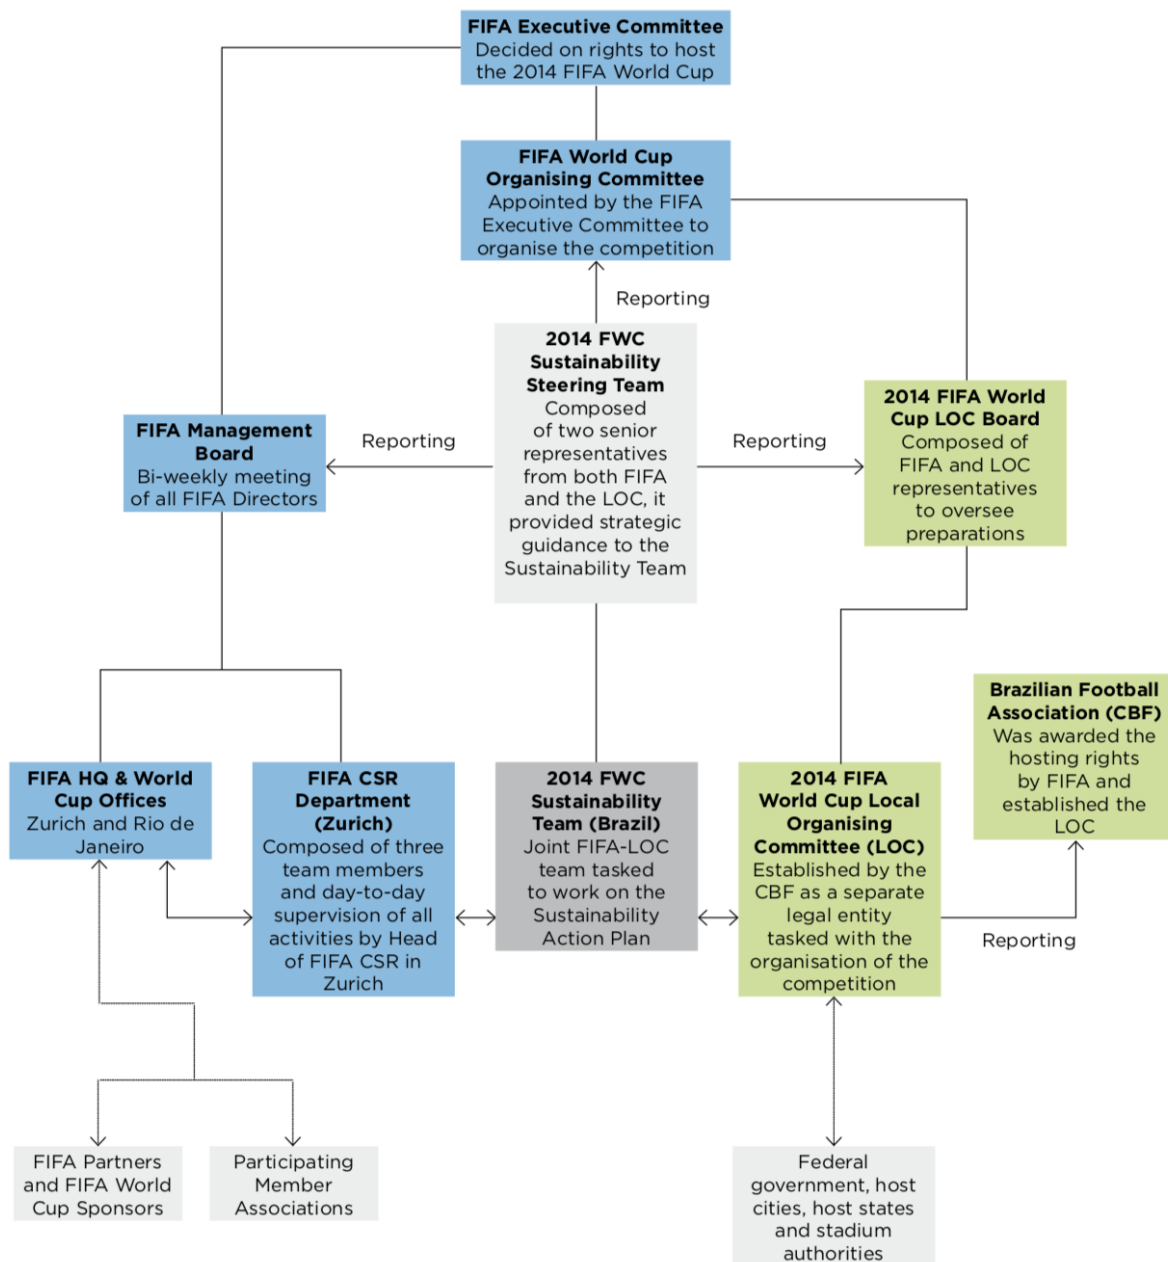 FIFA Executive Committee
Decided on rights to host
the 2014 FIFA World Cup
FIFA World Cup
Organising Committee
Appointed by the FIFA
Executive Committee to
organise the competition
Reporting
2014 FWC
Sustainability
Steering Team
Composed
of two senior
representatives
from both FIFA
and the LOC, it
provided strategic
guidance to the
Sustainability Team
FIFA Management
Board
Bi-weekly meeting
of all FIFA Directors
Reporting
Reporting
2014 FIFA World
Cup LOC Board
Composed of
FIFA and LOC
representatives
to oversee
preparations
Brazilian Football
Association (CBF)
Was awarded the
hosting rights
by FIFA and
established the
LOC
FIFA HQ & World
Cup Offices
Zurich and Rio de
Janeiro
FIFA CSR
Department
(Zurich)
Composed of three
team members
and day-to-day
supervision of all
activities by Head
of FIFA CSR in
Zurich
2014 FWC
Sustainability
Team (Brazil)
Joint FIFA-LOC
team tasked
to work on the
Sustainability
Action Plan
2014 FIFA
World Cup Local
Organising
Committee (LOC)
Established by the
CBF as a separate
legal entity
tasked with the
organisation of the
competition
Reporting
FIFA Partners
and FIFA World
Cup Sponsors
Participating
Member
Associations
Federal
government, host
cities, host states
and stadium
authorities